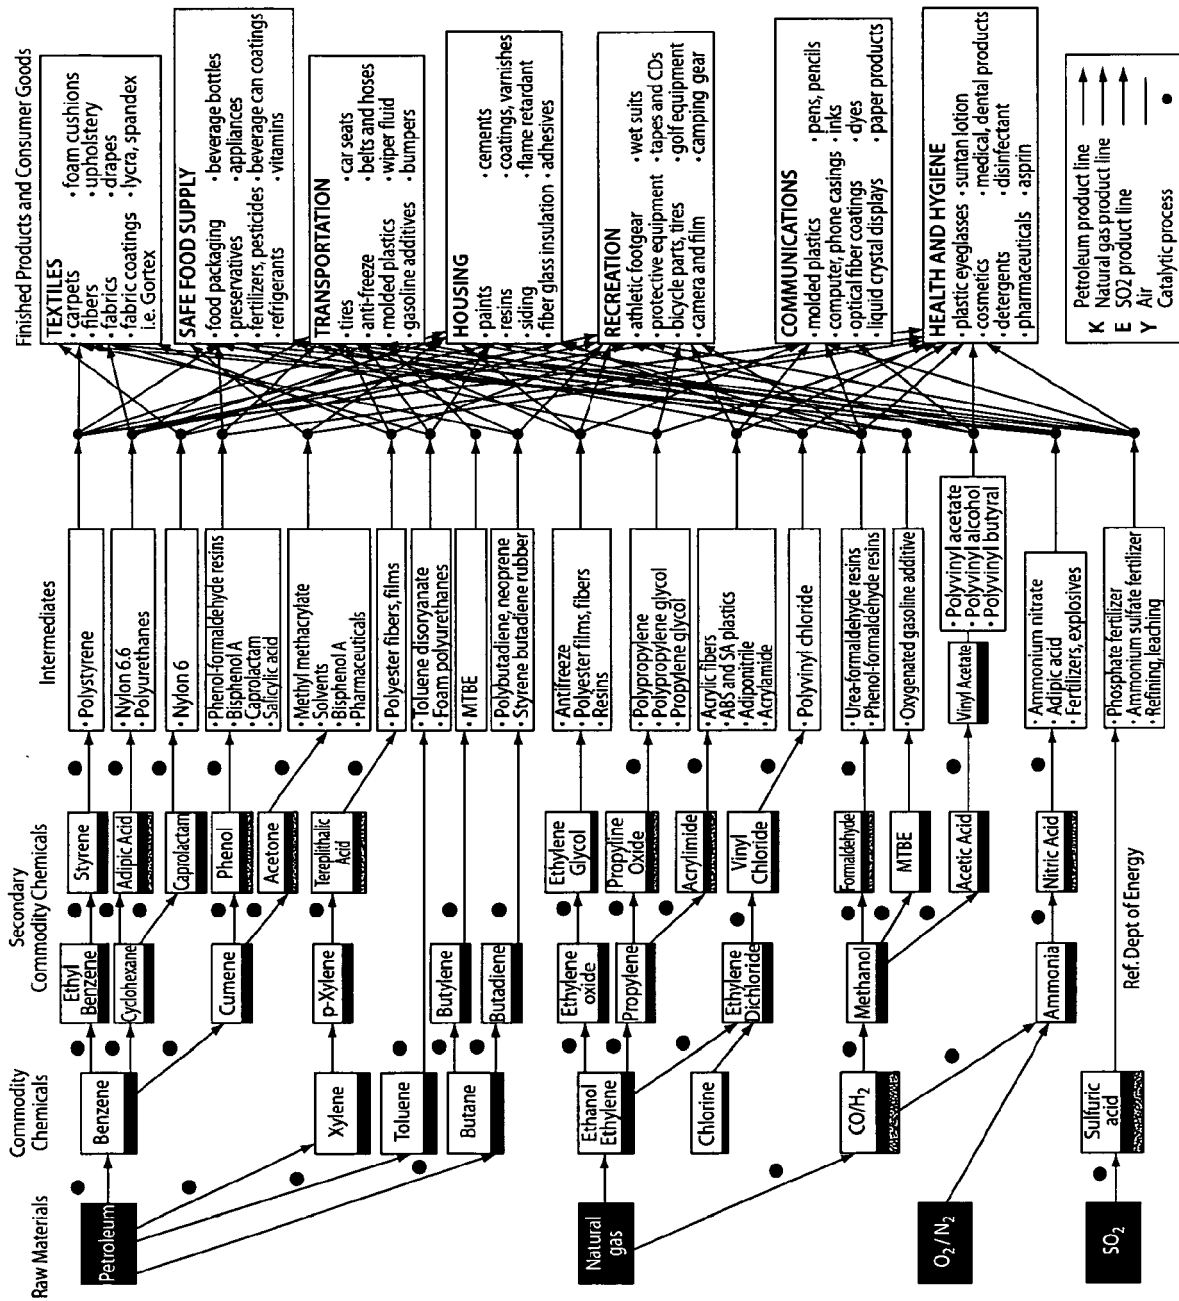 Raw Materials
Commodity
Chemicals
Secondary
Commodity Chemicals
Intermediates
Finished Products and Consumer Goods
Petroleum
Natural
gas
O2 / N2
SO2
Benzene
Xylene
Toluene
Butane
Ethanol
Ethylene
Chlorine
CO/H2
Sulfuric
acid
Ethyl
Benzene
Cyclohexane
Cumene
p-Xylene
Butylene
Butadiene
Ethylene
oxide
Propylene
Ethylene
Dichloride
Methanol
Ammonia
Styrene
Adipic Acid
Caprolactam
Phenol
Acetone
Tereplithalic
Acid
Ethylene
Glycol
Propyline
Oxide
Acrylimide
Vinyl
Chloride
Formaldehyde
MTBE
Acetic Acid
Nitric Acid
Ref. Dept of Energy
• Polystyrene
• Nylon 6.6
• Polyurethanes
• Nylon 6
• Phenol-formaldehyde resins
• Bisphenol A
Caprolactam
Salicylic acid
• Methyl methacrylate
• Solvents
• Bisphenol A
• Pharmaceuticals
• Polyester fibers, films
• Toluene disoryanate
• Foam polyurethanes
• MTBE
• Polybutadiene, neoprene
• Styrene butadiene rubber
• Antifreeze
• Polyester films, fibers
• Resins
• Polypropylene
• Polypropylene glycol
• Propylene glycol
• Acrylic fibers
• ABS and SA plastics
• Adiponitrile
• Acrylamide
• Polyvinyl chloride
• Urea-formaldehyde resins
• Phenol-formaldehyde resins
• Oxygenated gasoline additive
Vinyl Acetate
• Polyvinyl acetate
• Polyvinyl alcohol
• Polyvinyl butyral
• Ammonium nitrate
• Adipic acid
• Fertilizers, explosives
• Phosphate fertilizer
• Ammonium sulfate fertilizer
• Refining, leaching
TEXTILES
• carpets • foam cushions
• fibers • upholstery
• fabrics • drapes
• fabric coatings • lycra, spandex
i.e. Gortex
SAFE FOOD SUPPLY
• food packaging • beverage bottles
• preservatives • appliances
• fertilizers, pesticides • beverage can coatings
• refrigerants • vitamins
TRANSPORTATION
• tires • car seats
• anti-freeze • belts and hoses
• molded plastics • wiper fluid
• gasoline additives • bumpers
HOUSING
• paints • cements
• resins • coatings, varnishes
• siding • flame retardant
• fiber glass insulation • adhesives
RECREATION
• athletic footgear • wet suits
• protective equipment • tapes and CDs
• bicycle parts, tires • golf equipment
• camera and film • camping gear
COMMUNICATIONS
• molded plastics • pens, pencils
• computer, phone casings • inks
• optical fiber coatings • dyes
• liquid crystal displays • paper products
HEALTH AND HYGIENE
• plastic eyeglasses • suntan lotion
• cosmetics • medical, dental products
• detergents • disinfectant
• pharmaceuticals • asprin
K Petroleum product line
Natural gas product line
E SO2 product line
Air
Y Catalytic process